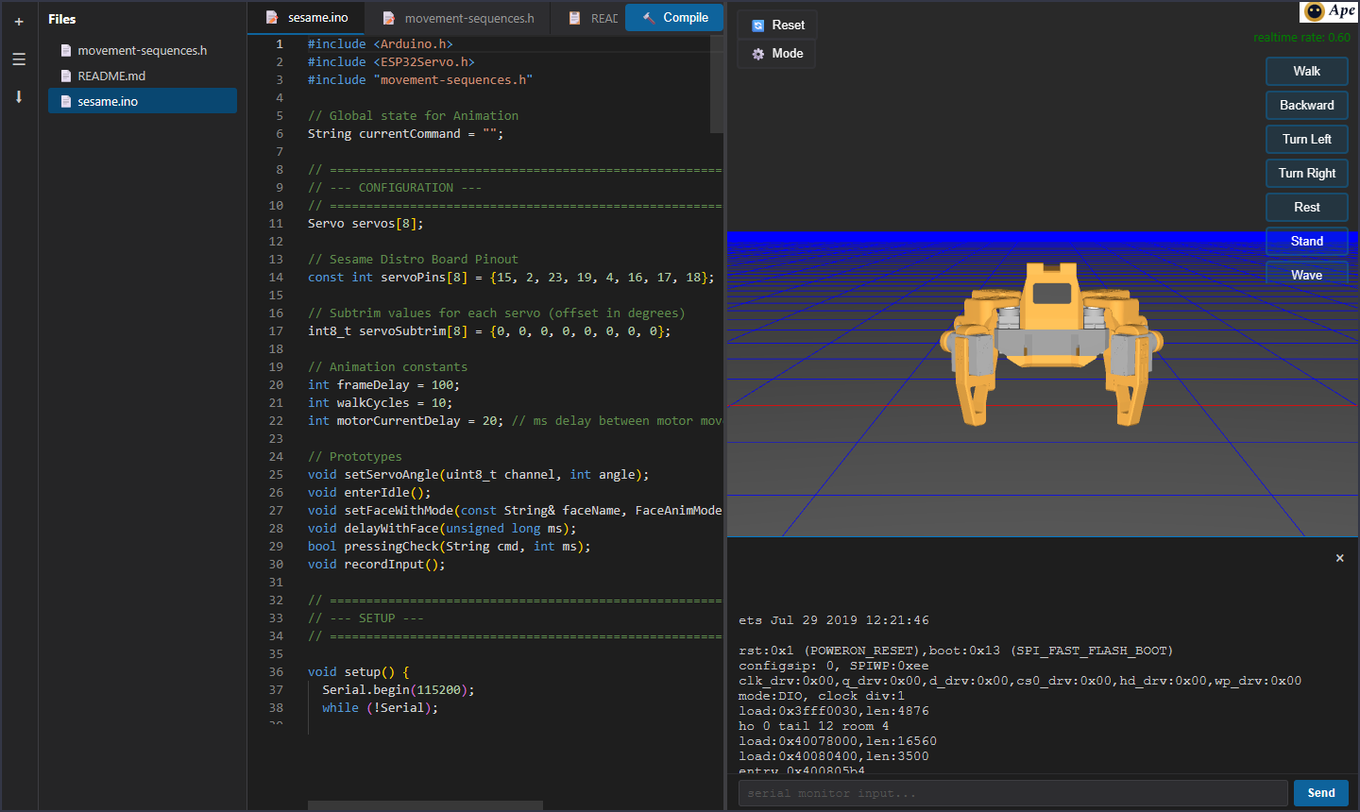 Files
movement-sequences.h
README.md
sesame.ino
sesame.ino
movement-sequences.h
READ
Compile
1 #include <Arduino.h>
2 #include <ESP32Servo.h>
3 #include "movement-sequences.h"
4
5 // Global state for Animation
6 String currentCommand = "";
7
8 // ====================================================
9 // --- CONFIGURATION ---
10 // ====================================================
11 Servo servos[8];
12
13 // Sesame Distro Board Pinout
14 const int servoPins[8] = {15, 2, 23, 19, 4, 16, 17, 18};
15
16 // Subtrim values for each servo (offset in degrees)
17 int8_t servoSubtrim[8] = {0, 0, 0, 0, 0, 0, 0, 0};
18
19 // Animation constants
20 int frameDelay = 100;
21 int walkCycles = 10;
22 int motorCurrentDelay = 20; // ms delay between motor mov
23
24 // Prototypes
25 void setServoAngle(uint8_t channel, int angle);
26 void enterIdle();
27 void setFaceWithMode(const String& faceName, FaceAnimMode
28 void delayWithFace(unsigned long ms);
29 bool pressingCheck(String cmd, int ms);
30 void recordInput();
31
32 // ====================================================
33 // --- SETUP ---
34 // ====================================================
35
36 void setup() {
37 Serial.begin(115200);
38 while (!Serial);
Reset
Mode
Ape
realtime rate: 0.60
Walk
Backward
Turn Left
Turn Right
Rest
Stand
Wave
ets Jul 29 2019 12:21:46
rst:0x1 (POWERON_RESET),boot:0x13 (SPI_FAST_FLASH_BOOT)
configsip: 0, SPIWP:0xee
clk_drv:0x00,q_drv:0x00,d_drv:0x00,cs0_drv:0x00,hd_drv:0x00,wp_drv:0x00
mode:DIO, clock div:1
load:0x3fff0030,len:4876
ho 0 tail 12 room 4
load:0x40078000,len:16560
load:0x40080400,len:3500
entry 0x400805b4
serial monitor input...
Send